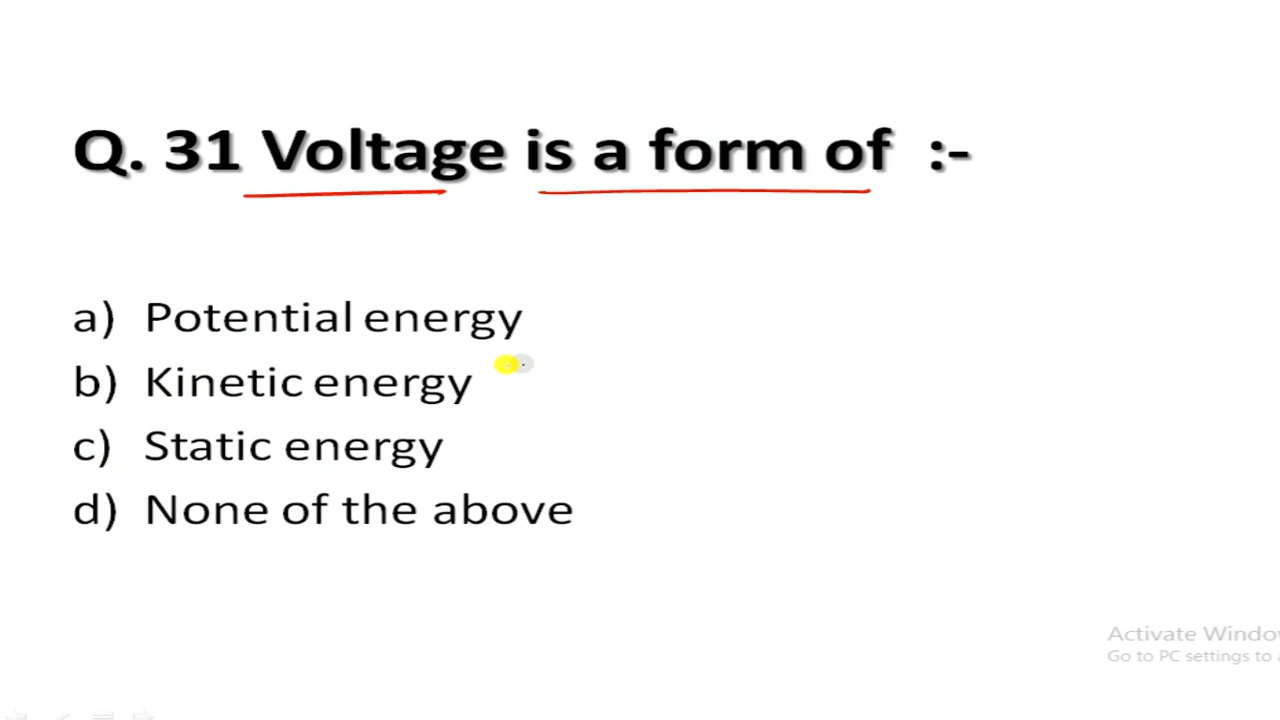 Q. 31 Voltage is a form of :-
a) Potential energy
b) Kinetic energy
c) Static energy
d) None of the above
Activate Windo
Go to PC settings to